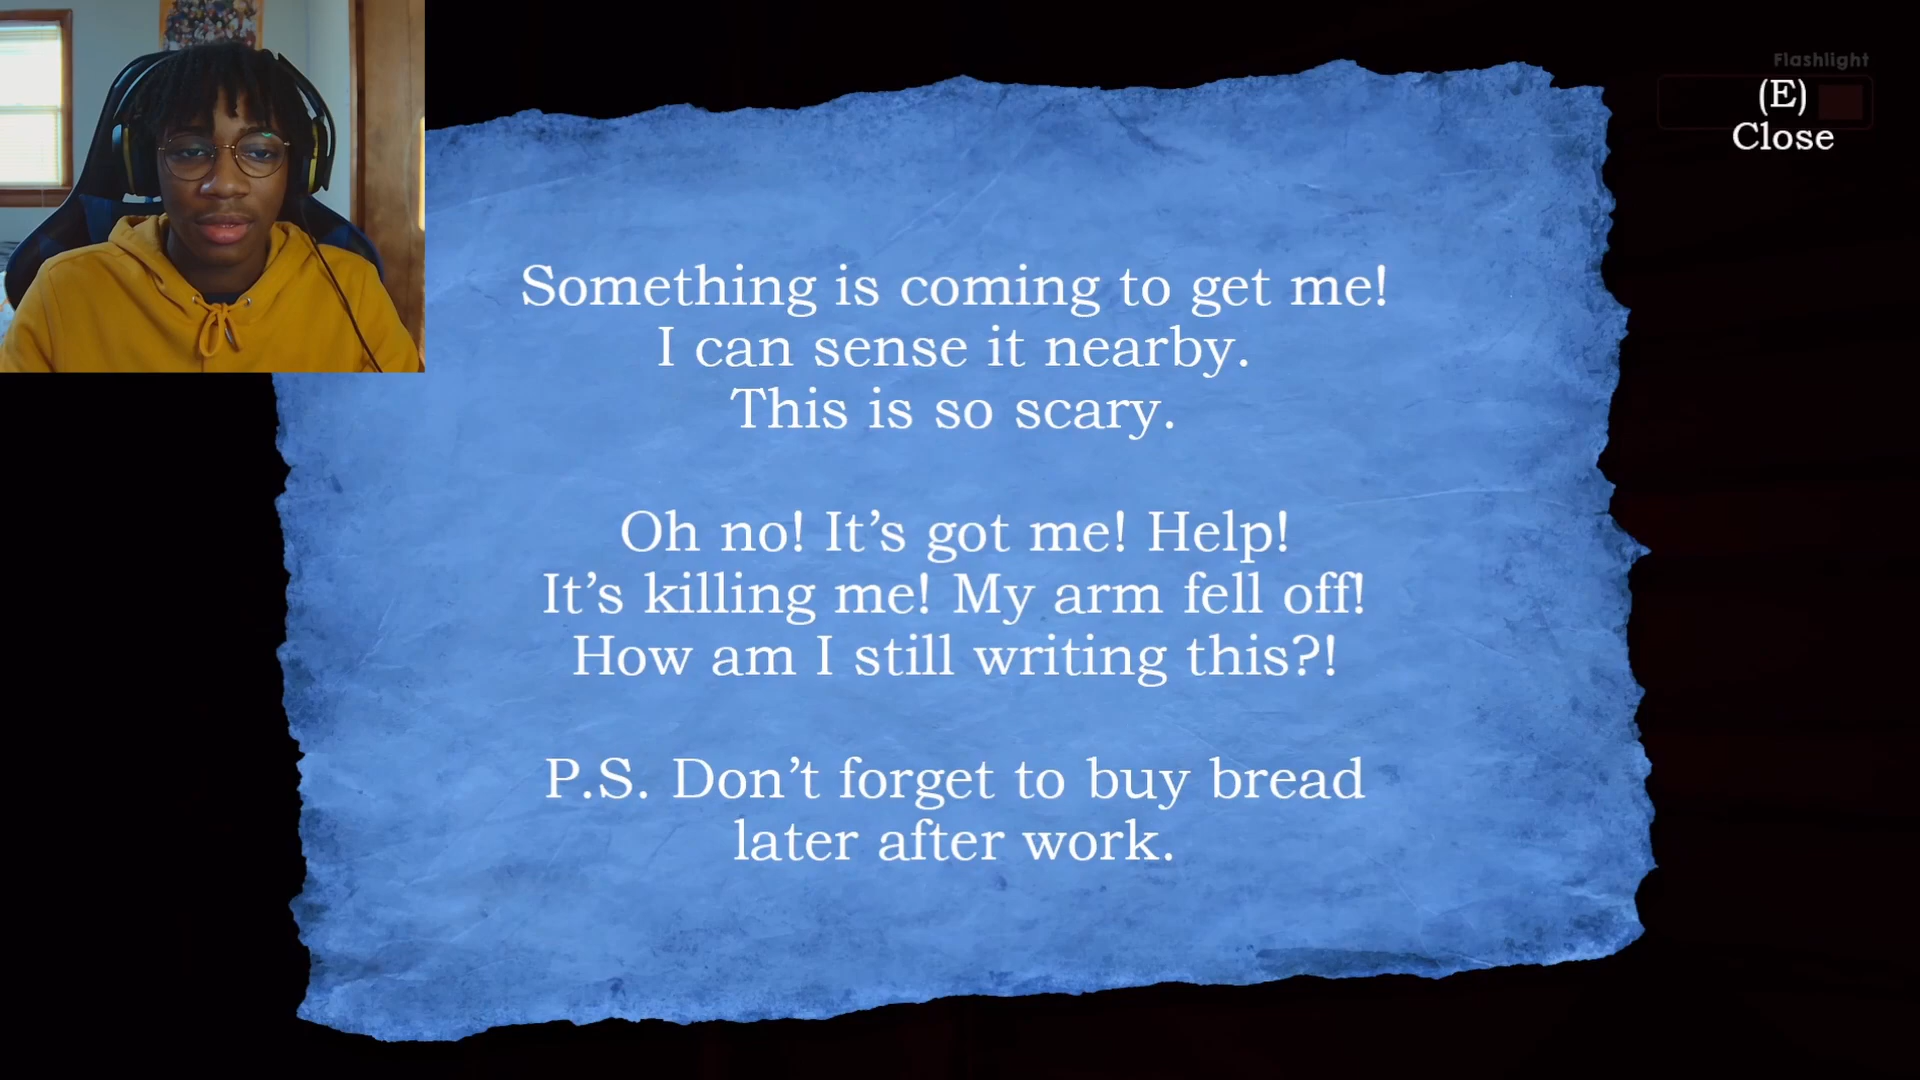 Flashlight
(E)
Close
Something is coming to get me!
I can sense it nearby.
This is so scary.
Oh no! It’s got me! Help!
It’s killing me! My arm fell off!
How am I still writing this?!
P.S. Don’t forget to buy bread
later after work.